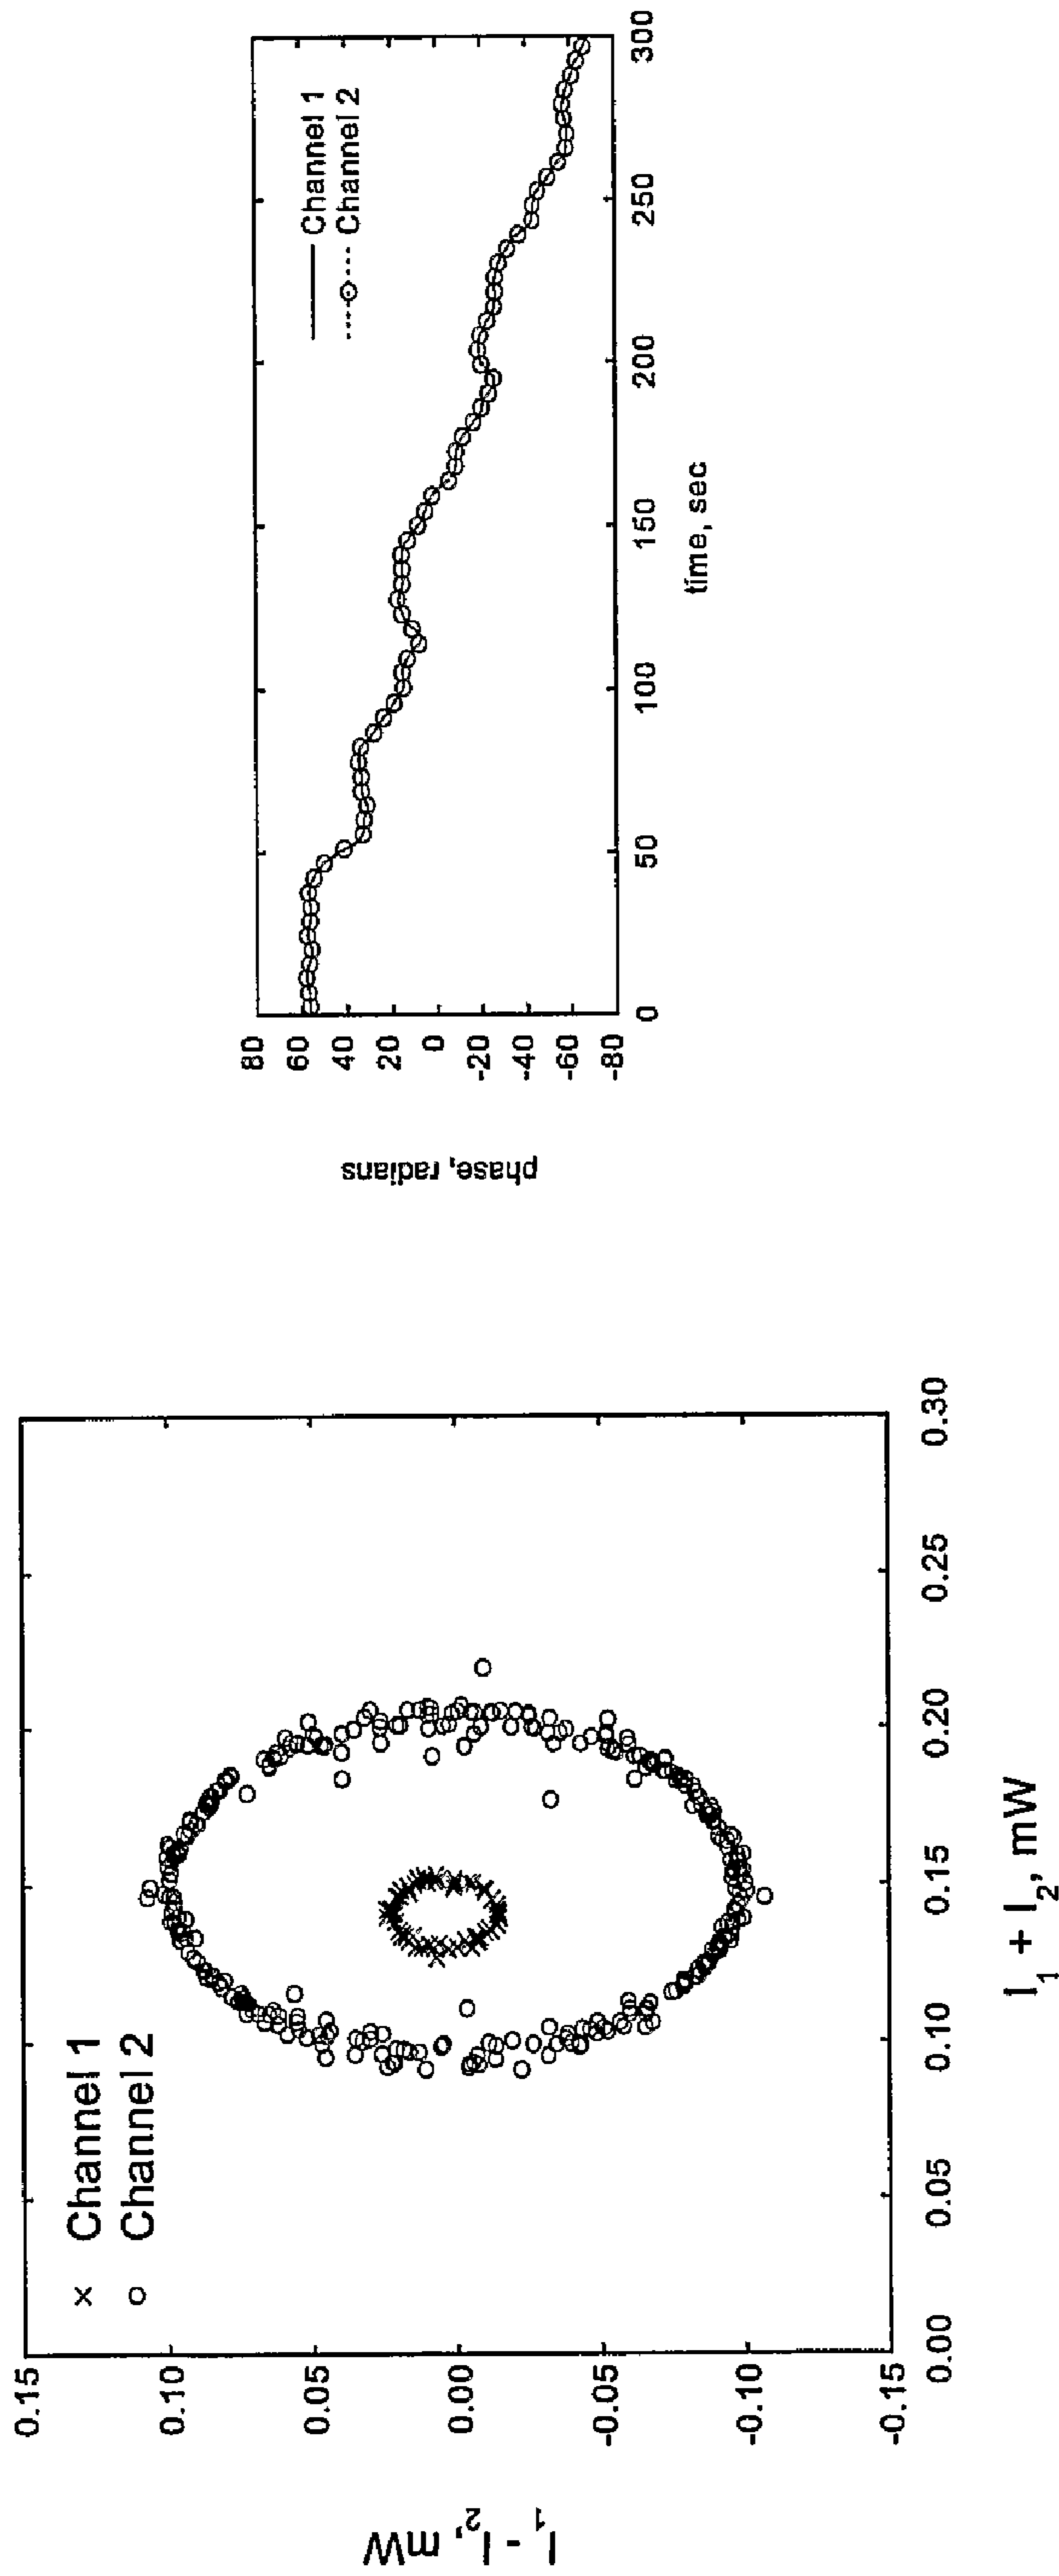 × Channel 1
o Channel 2
0.15
0.10
0.05
0.00
-0.05
-0.10
-0.15
I1 - I2, mW
0.00 0.05 0.10 0.15 0.20 0.25 0.30
I1 + I2, mW
Channel 1
Channel 2
80
60
40
20
0
-20
-40
-60
-80
phase, radians
0 50 100 150 200 250 300
time, sec